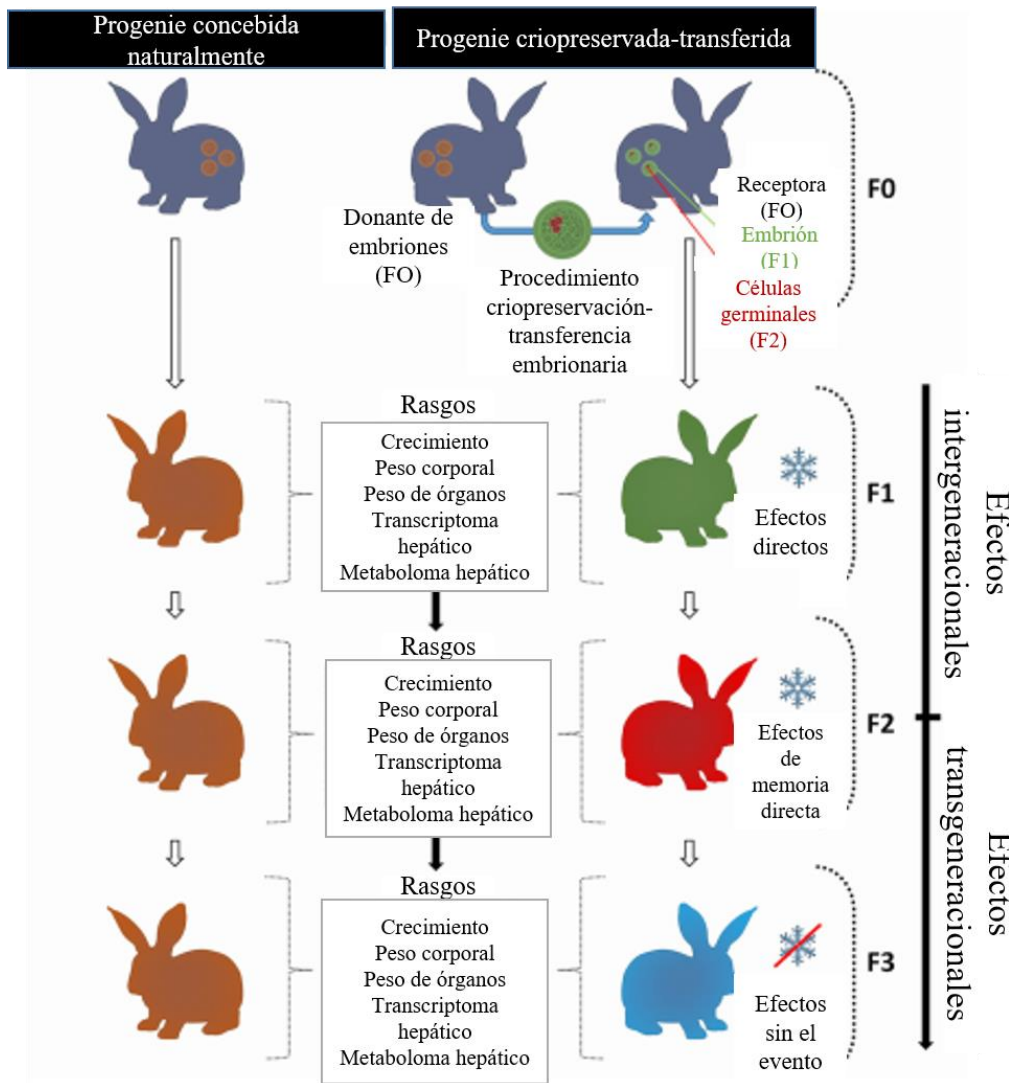 Progenie concebida
naturalmente
Progenie criopreservada-transferida
Donante de
embriones
(FO)
Procedimiento
criopreservación-
transferencia
embrionaria
Receptora
(FO)
Embrión
(F1)
Células
germinales
(F2)
F0
Rasgos
Crecimiento
Peso corporal
Peso de órganos
Transcriptoma
hepático
Metaboloma hepático
Efectos
directos
F1
Efectos
intergeneracionales
Rasgos
Crecimiento
Peso corporal
Peso de órganos
Transcriptoma
hepático
Metaboloma hepático
Efectos
de
memoria
directa
F2
Rasgos
Crecimiento
Peso corporal
Peso de órganos
Transcriptoma
hepático
Metaboloma hepático
Efectos
sin el
evento
F3
Efectos
transgeneracionales